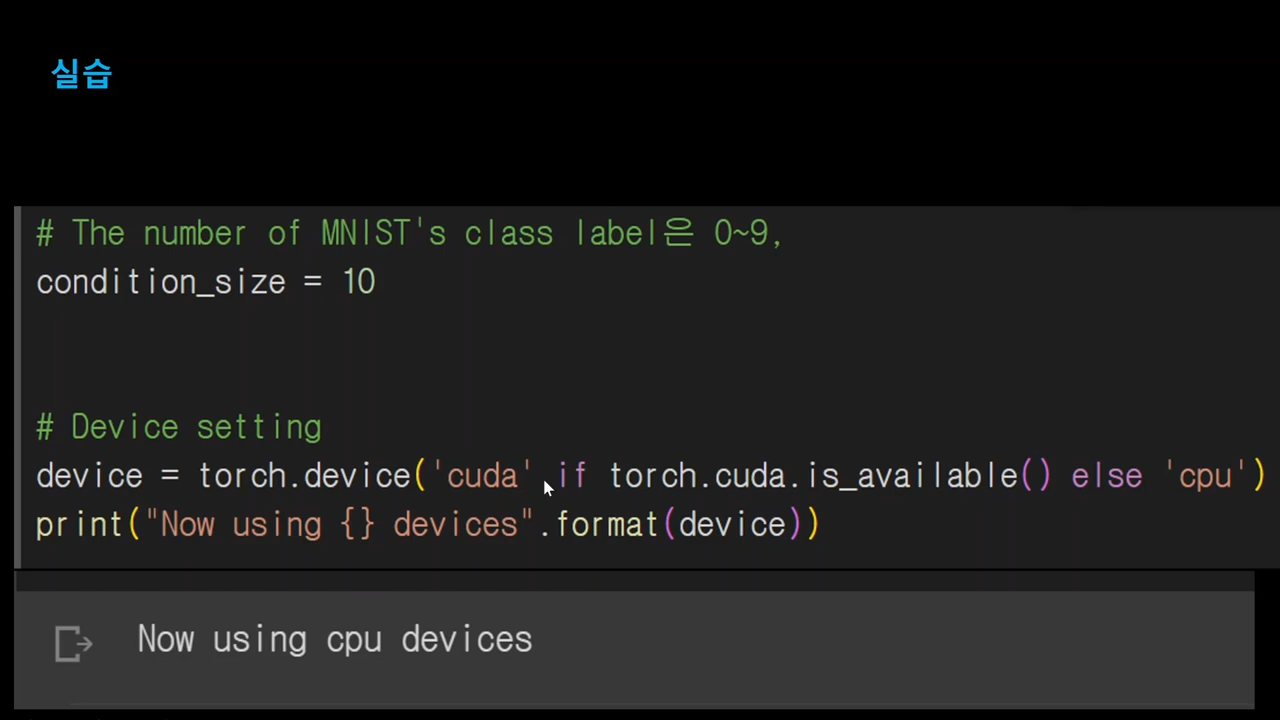 실습
# The number of MNIST's class label은 0~9,
condition_size = 10
# Device setting
device = torch.device('cuda' if torch.cuda.is_available() else 'cpu')
print("Now using {} devices".format(device))
Now using cpu devices